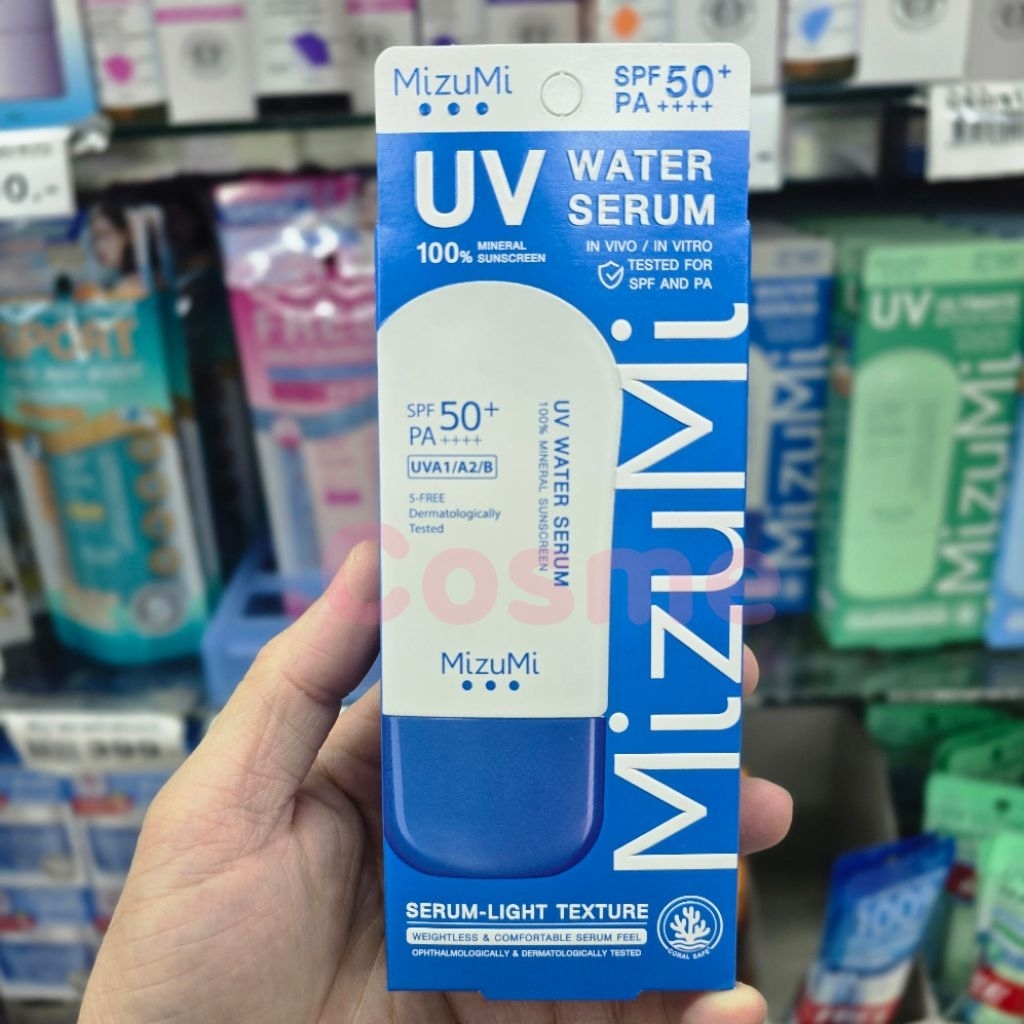 MizuMi
SPF 50+
PA ++++
UV WATER
SERUM
100% MINERAL
SUNSCREEN
IN VIVO / IN VITRO
TESTED FOR
SPF AND PA
SPF 50+
PA ++++
UVA1/A2/B
5-FREE
Dermatologically
Tested
UV WATER SERUM
100% MINERAL SUNSCREEN
MizuMi
MizuMi
SERUM-LIGHT TEXTURE
WEIGHTLESS & COMFORTABLE SERUM FEEL
OPHTHALMOLOGICALLY & DERMATOLOGICALLY TESTED
CORAL SAFE
Cosme
SPORT
UV
MizuMi
MizuMi